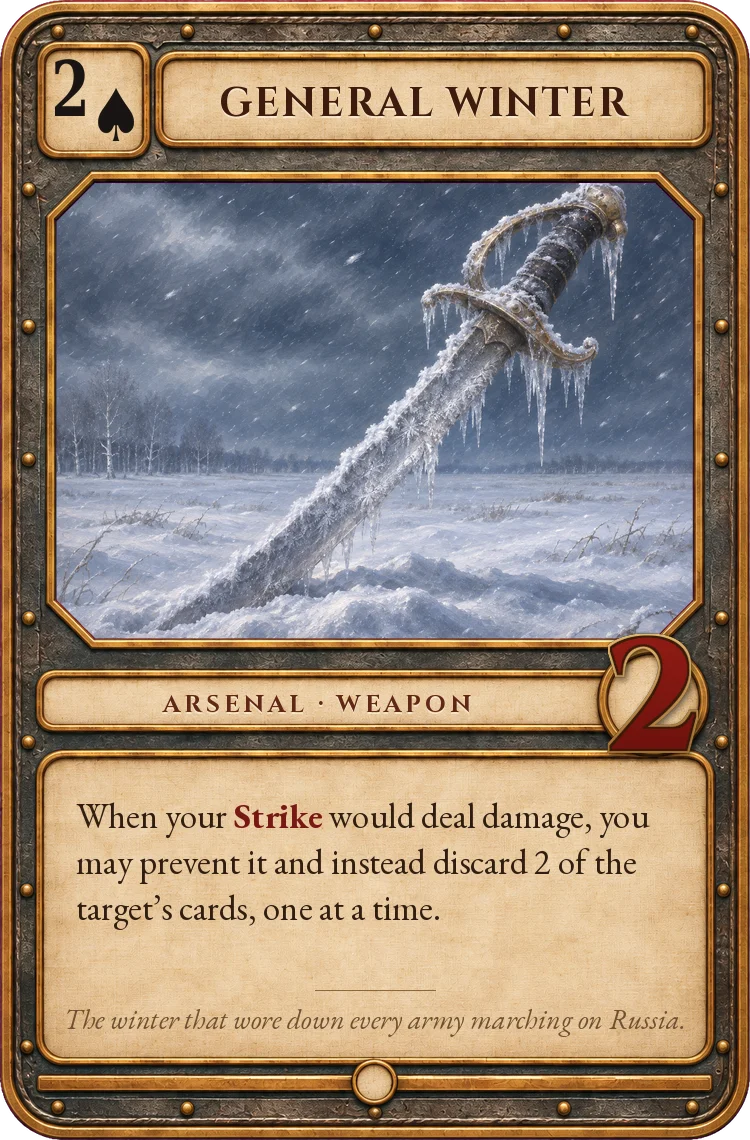 2♠
GENERAL WINTER
ARSENAL · WEAPON
2
When your Strike would deal damage, you
may prevent it and instead discard 2 of the
target’s cards, one at a time.
The winter that wore down every army marching on Russia.